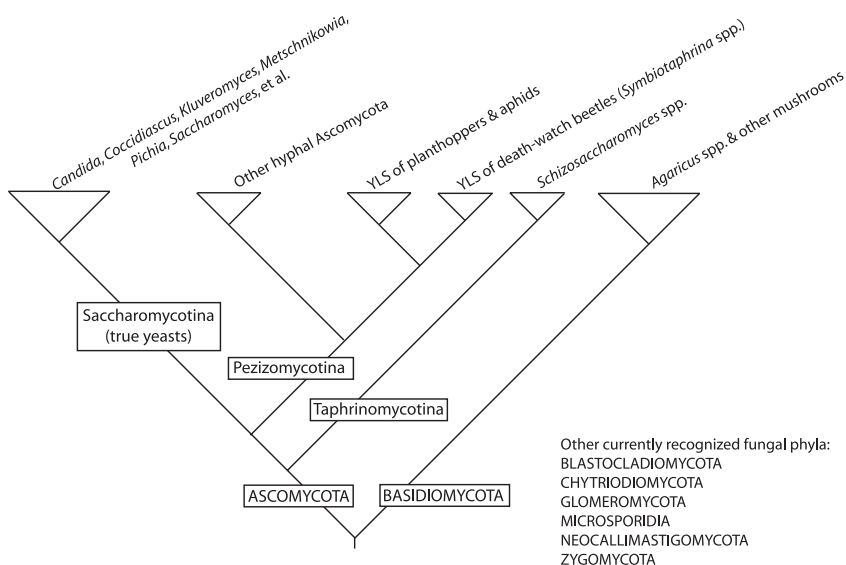 Candida, Coccidiascus, Kluveromyces, Metschnikowia,
Pichia, Saccharomyces, et al.
Other hyphal Ascomycota
YLS of planthoppers & aphids
YLS of death-watch beetles (Symbiotaphrina spp.)
Schizosaccharomyces spp.
Agaricus spp. & other mushrooms
Saccharomycotina
(true yeasts)
Pezizomycotina
Taphrinomycotina
ASCOMYCOTA
BASIDIOMYCOTA
Other currently recognized fungal phyla:
BLASTOCLADIOMYCOTA
CHYTRIODIOMYCOTA
GLOMEROMYCOTA
MICROSPORIDIA
NEOCALLIMASTIGOMYCOTA
ZYGOMYCOTA